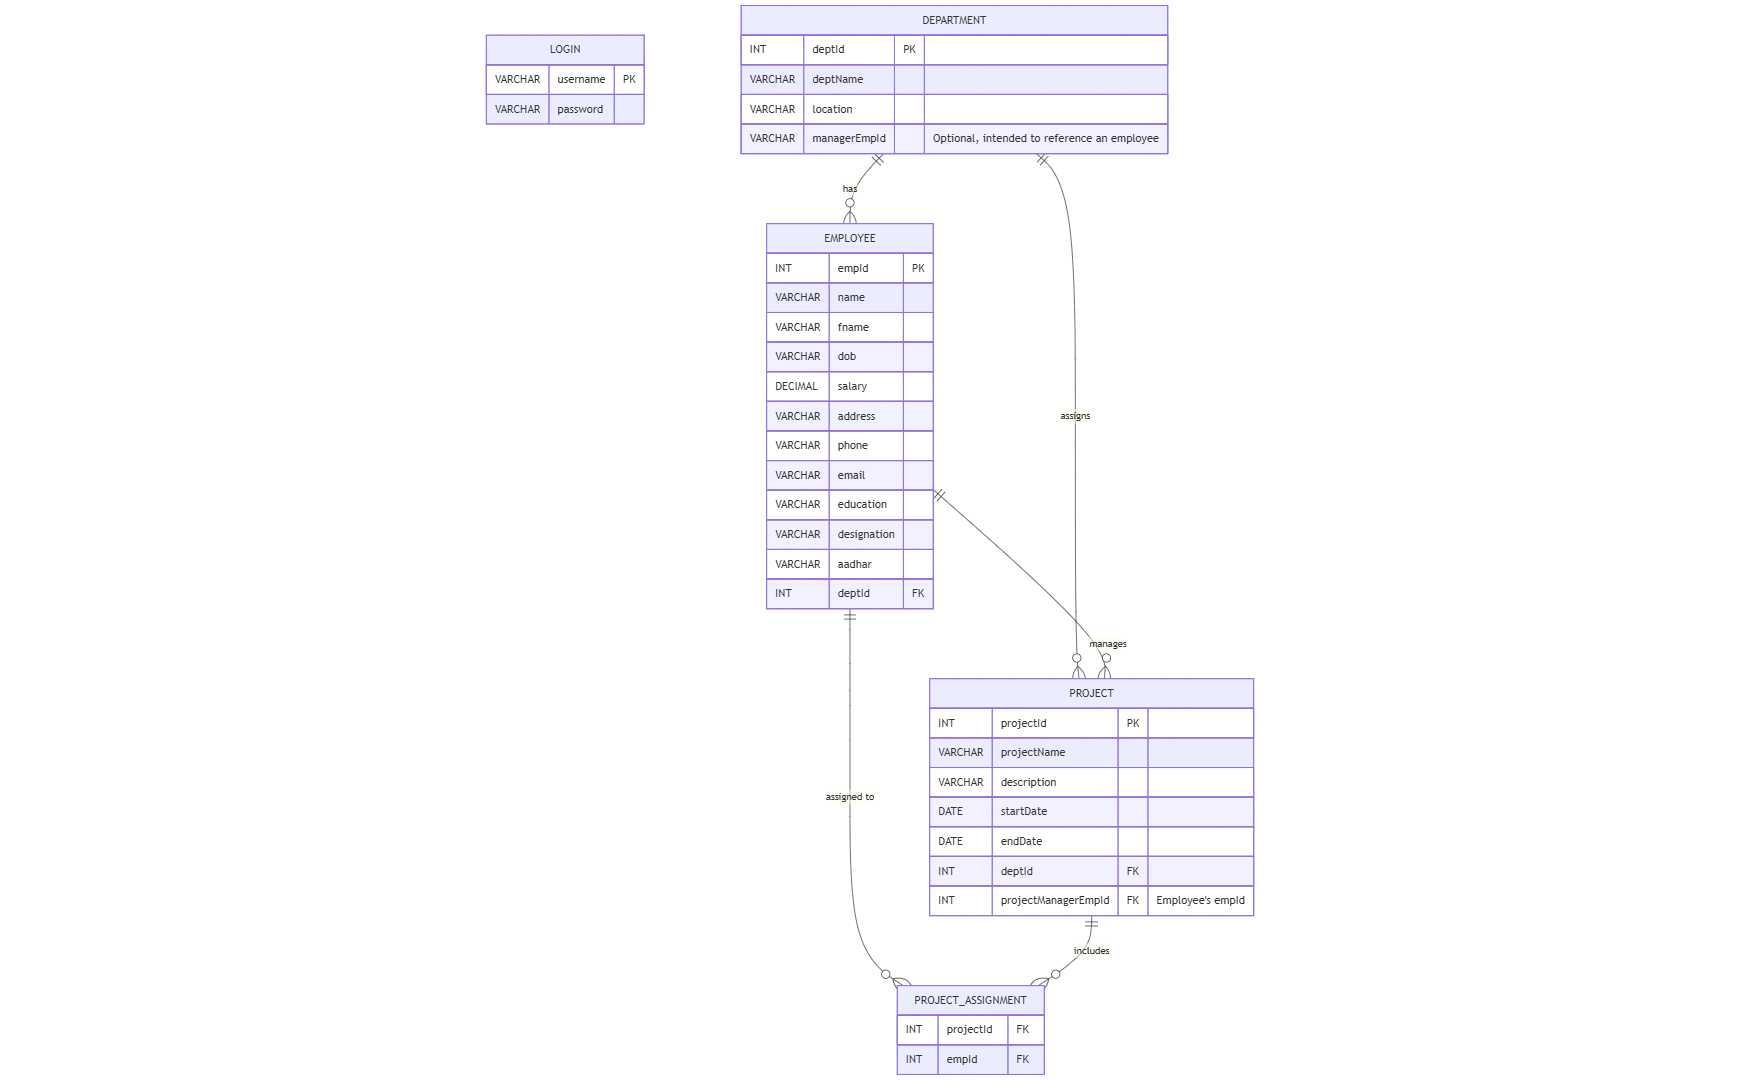 LOGIN
VARCHAR username PK
VARCHAR password
DEPARTMENT
INT deptId PK
VARCHAR deptName
VARCHAR location
VARCHAR managerEmpId Optional, intended to reference an employee
has
EMPLOYEE
INT empId PK
VARCHAR name
VARCHAR fname
VARCHAR dob
DECIMAL salary
VARCHAR address
VARCHAR phone
VARCHAR email
VARCHAR education
VARCHAR designation
VARCHAR aadhar
INT deptId FK
assigns
manages
PROJECT
INT projectId PK
VARCHAR projectName
VARCHAR description
DATE startDate
DATE endDate
INT deptId FK
INT projectManagerEmpId FK Employee's empId
assigned to
includes
PROJECT_ASSIGNMENT
INT projectId FK
INT empId FK